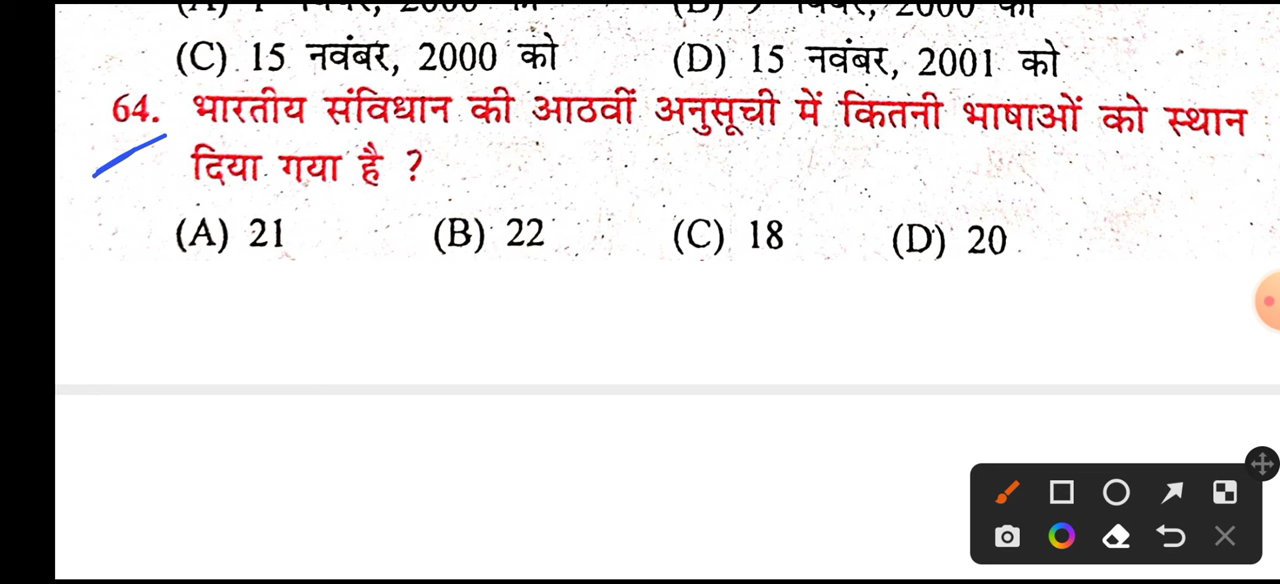 (C) 15 नवंबर, 2000 को (D) 15 नवंबर, 2001 को
64. भारतीय संविधान की आठवीं अनुसूची में कितनी भाषाओं को स्थान
दिया गया है ?
(A) 21 (B) 22 (C) 18 (D) 20